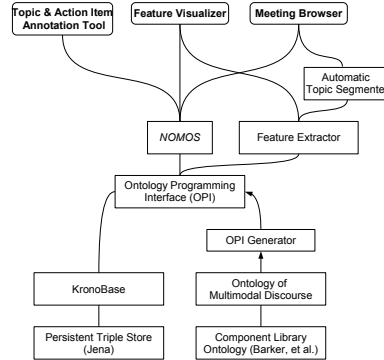 Topic & Action Item
Annotation Tool
Feature Visualizer
Meeting Browser
Automatic
Topic Segmente
NOMOS
Feature Extractor
Ontology Programming
Interface (OPI)
OPI Generator
KronoBase
Ontology of
Multimodal Discourse
Persistent Triple Store
(Jena)
Component Library
Ontology (Barker, et al.)